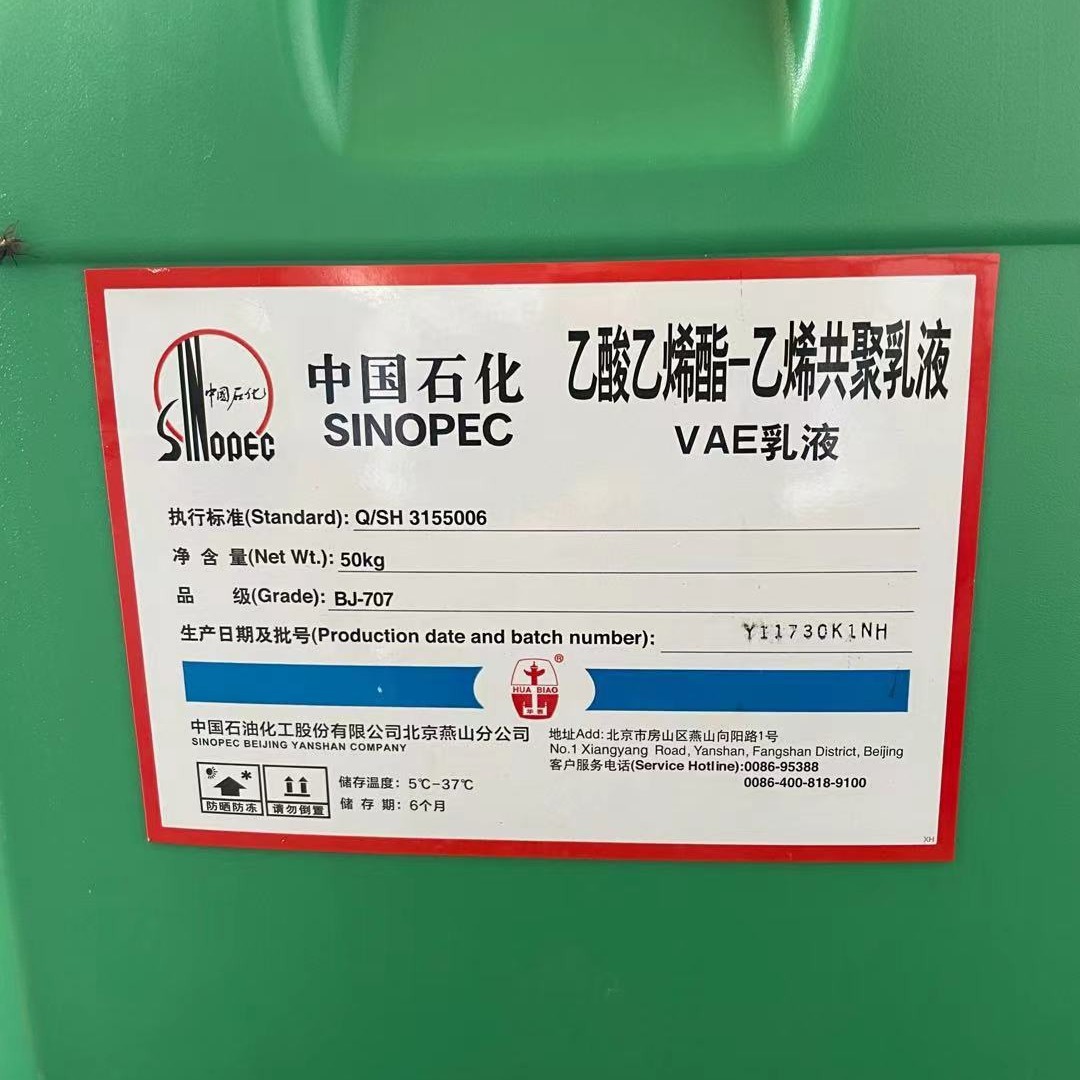 中国石化
SINOPEC
中国石化
SINOPEC
乙酸乙烯酯-乙烯共聚乳液
VAE乳液
执行标准(Standard): Q/SH 3155006
净含量(Net Wt.): 50kg
品级(Grade): BJ-707
生产日期及批号(Production date and batch number): Y11730K1NH
HUA BIAO
®
中国石油化工股份有限公司北京燕山分公司
SINOPEC BEIJING YANSHAN COMPANY
地址Add: 北京市房山区燕山向阳路1号
No.1 Xiangyang Road, Yanshan, Fangshan District, Beijing
客户服务电话(Service Hotline):0086-95388
0086-400-818-9100
防晒防冻
请勿倒置
储存温度: 5℃-37℃
储存期: 6个月
XH